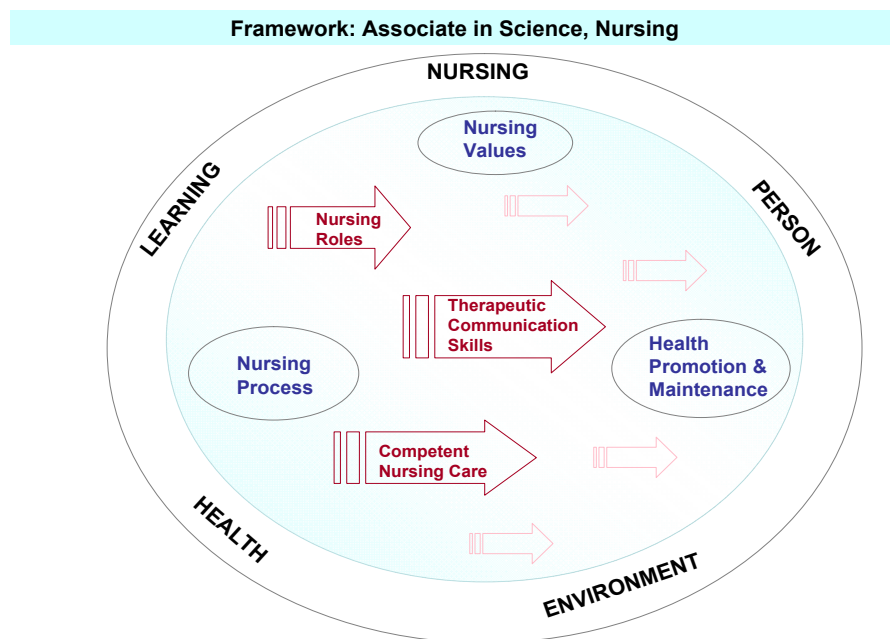 Framework: Associate in Science, Nursing
NURSING
LEARNING
PERSON
HEALTH
ENVIRONMENT
Nursing
Values
Nursing
Roles
Therapeutic
Communication
Skills
Nursing
Process
Health
Promotion &
Maintenance
Competent
Nursing Care